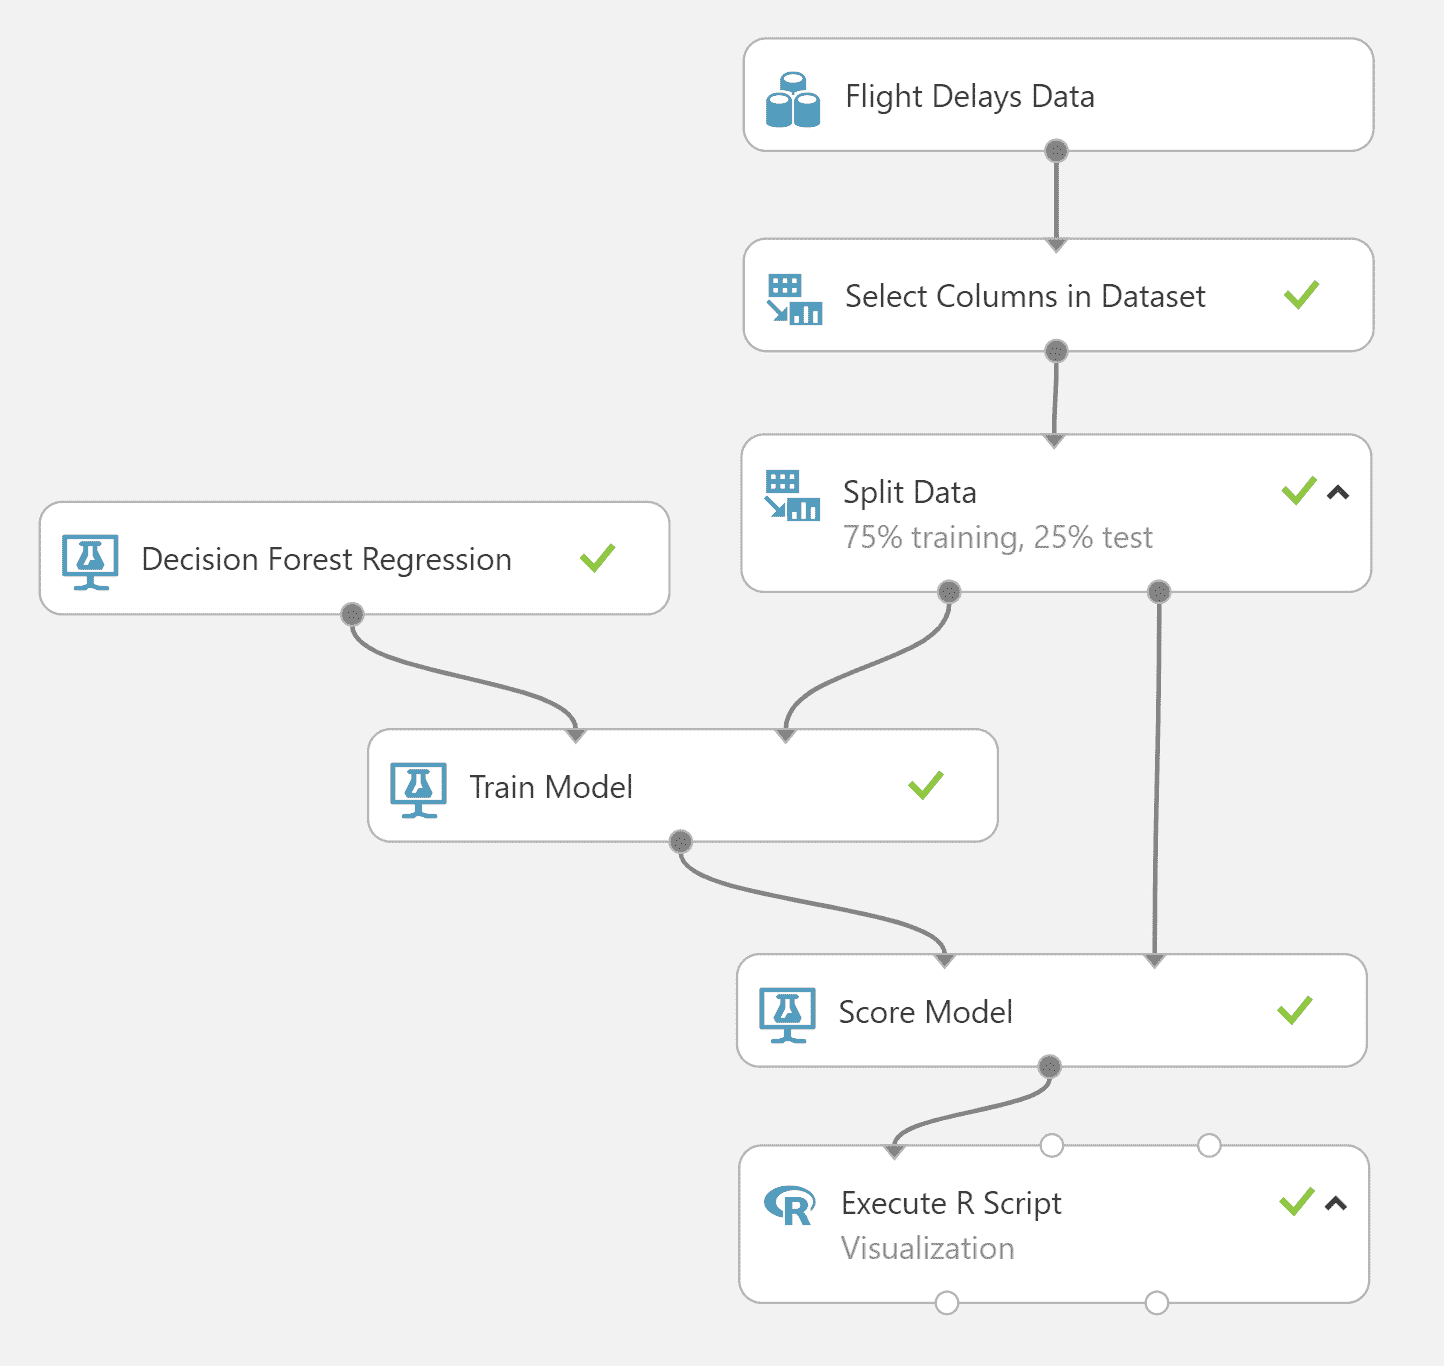 Flight Delays Data
Select Columns in Dataset
Split Data
75% training, 25% test
Decision Forest Regression
Train Model
Score Model
Execute R Script
Visualization